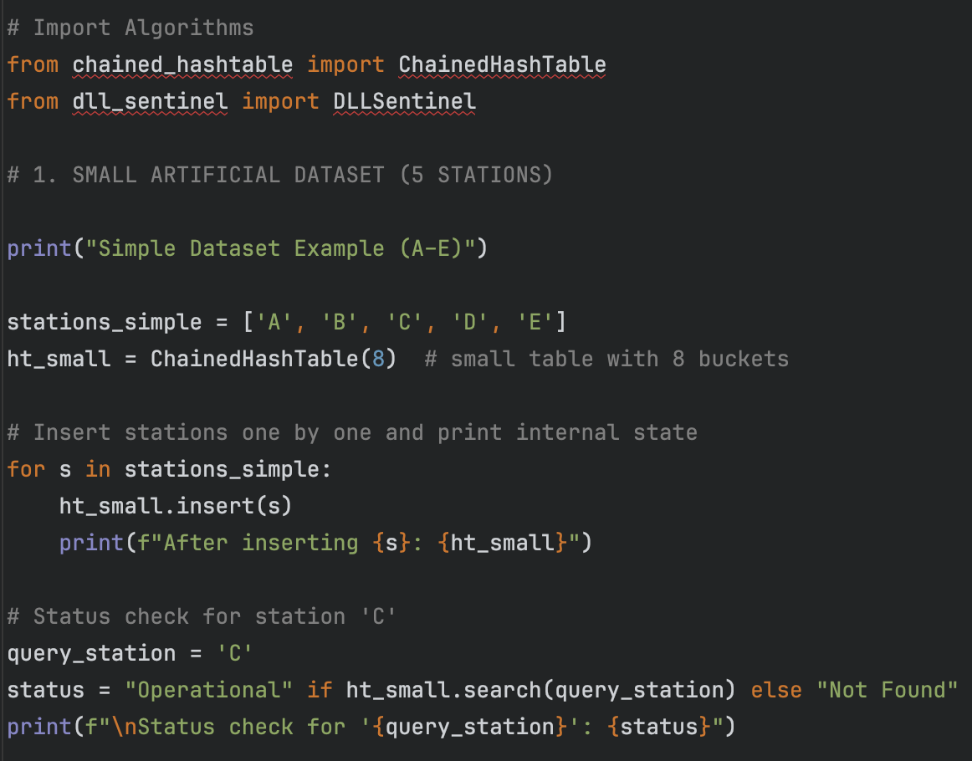 # Import Algorithms
from chained_hashtable import ChainedHashTable
from dll_sentinel import DLLSentinel
# 1. SMALL ARTIFICIAL DATASET (5 STATIONS)
print("Simple Dataset Example (A-E)")
stations_simple = ['A', 'B', 'C', 'D', 'E']
ht_small = ChainedHashTable(8)  # small table with 8 buckets
# Insert stations one by one and print internal state
for s in stations_simple:
    ht_small.insert(s)
    print(f"After inserting {s}: {ht_small}")
# Status check for station 'C'
query_station = 'C'
status = "Operational" if ht_small.search(query_station) else "Not Found"
print(f"\nStatus check for '{query_station}': {status}")